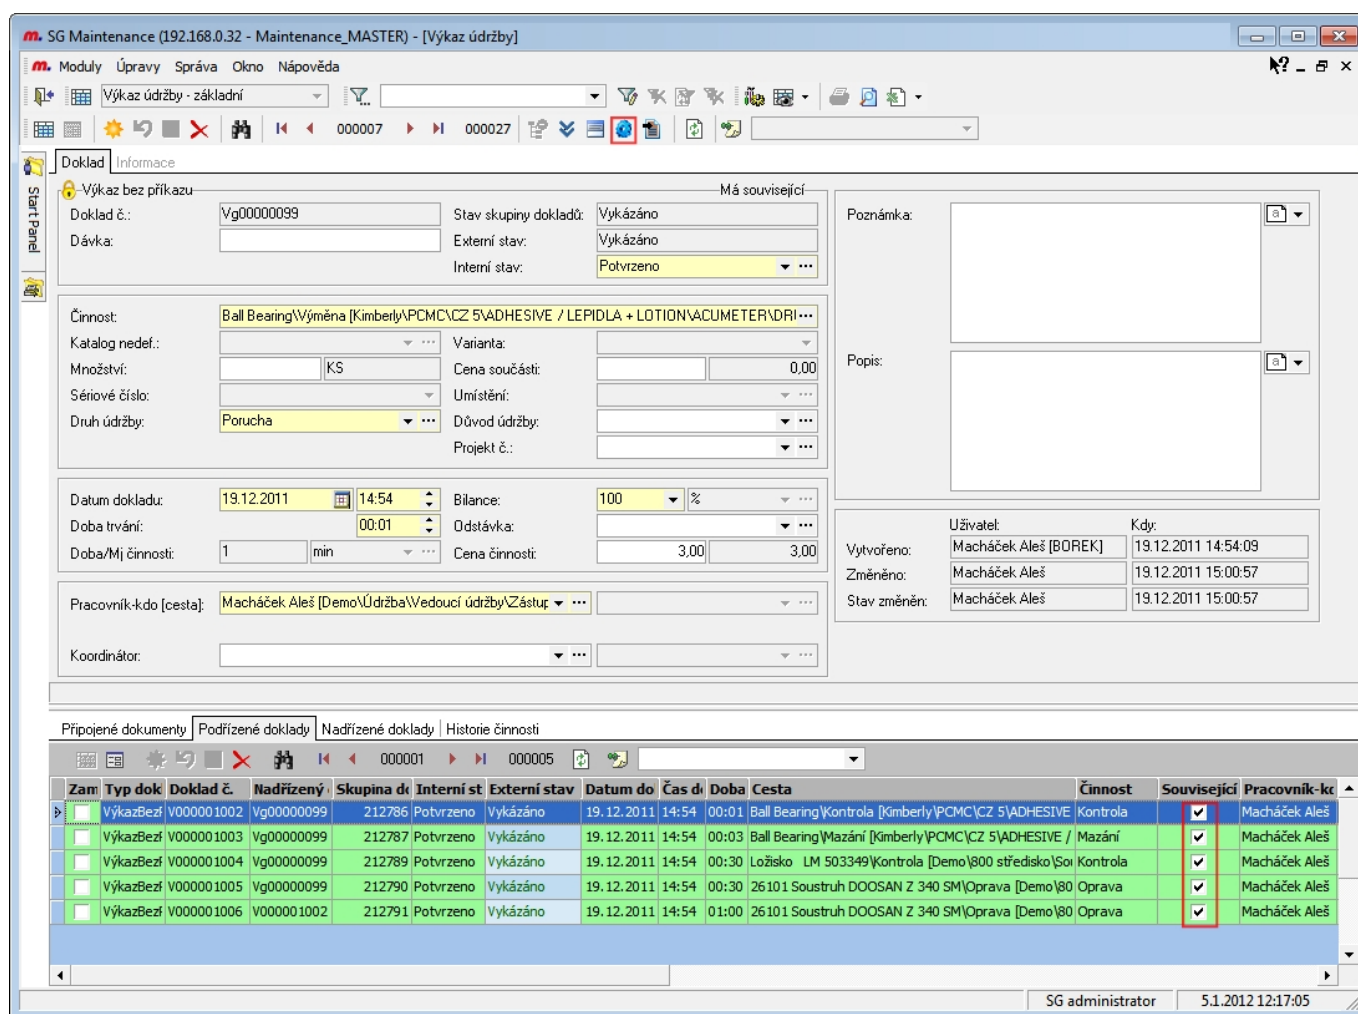 m. SG Maintenance (192.168.0.32 - Maintenance_MASTER) - [Výkaz údržby]
m. Moduly Úpravy Správa Okno Nápověda
Výkaz údržby - základní
000007 000027
Start Panel
Doklad Informace
Výkaz bez příkazu Má související
Doklad č.: Vg00000099 Stav skupiny dokladů: Vykázáno Poznámka:
Dávka: Externí stav: Vykázáno
Interní stav: Potvrzeno
Činnost: Ball Bearing\Výměna [Kimberly\PCMC\CZ 5\ADHESIVE / LEPIDLA + LOTION\ACUMETER\DRI
Katalog nedef.: Varianta:
Množství: KS Cena součásti: 0,00 Popis:
Sériové číslo: Umístění:
Druh údržby: Porucha Důvod údržby:
Projekt č.:
Datum dokladu: 19.12.2011 14:54 Bilance: 100 %
Doba trvání: 00:01 Odstávka:
Doba/Mj činnosti: 1 min Cena činnosti: 3,00 3,00
Uživatel: Kdy:
Vytvořeno: Macháček Aleš [BOREK] 19.12.2011 14:54:09
Změněno: Macháček Aleš 19.12.2011 15:00:57
Stav změněn: Macháček Aleš 19.12.2011 15:00:57
Pracovník-kdo [cesta]: Macháček Aleš [Demo\Údržba\Vedoucí údržby\Zástup
Koordinátor:
Připojené dokumenty Podřízené doklady Nadřízené doklady Historie činnosti
000001 000005
Zam Typ dok Doklad č. Nadřízený Skupina do Interní st Externí stav Datum do Čas d Doba Cesta Činnost Související Pracovník-kd
VýkazBezř V000001002 Vg00000099 212786 Potvrzeno Vykázáno 19.12.2011 14:54 00:01 Ball Bearing\Kontrola [Kimberly\PCMC\CZ 5\ADHESIVE Kontrola Macháček Aleš
VýkazBezř V000001003 Vg00000099 212787 Potvrzeno Vykázáno 19.12.2011 14:54 00:03 Ball Bearing\Mazání [Kimberly\PCMC\CZ 5\ADHESIVE / Mazání Macháček Aleš
VýkazBezř V000001004 Vg00000099 212789 Potvrzeno Vykázáno 19.12.2011 14:54 00:30 Ložisko LM 503349\Kontrola [Demo\800 středisko\Sou Kontrola Macháček Aleš
VýkazBezř V000001005 Vg00000099 212790 Potvrzeno Vykázáno 19.12.2011 14:54 00:30 26101 Soustruh DOOSAN Z 340 SM\Oprava [Demo\80 Oprava Macháček Aleš
VýkazBezř V000001006 V000001002 212791 Potvrzeno Vykázáno 19.12.2011 14:54 01:00 26101 Soustruh DOOSAN Z 340 SM\Oprava [Demo\80 Oprava Macháček Aleš
SG administrator 5.1.2012 12:17:05